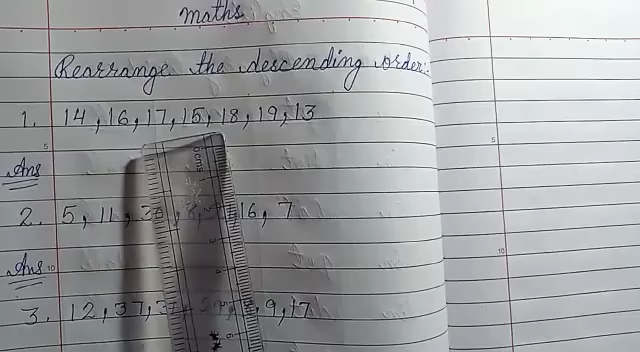 Maths
Rearrange the descending order:-
1. 14, 16, 17, 15, 18, 19, 13
Ans
2. 5, 11, 16, 7
Ans
3. 12, 37, 9, 17